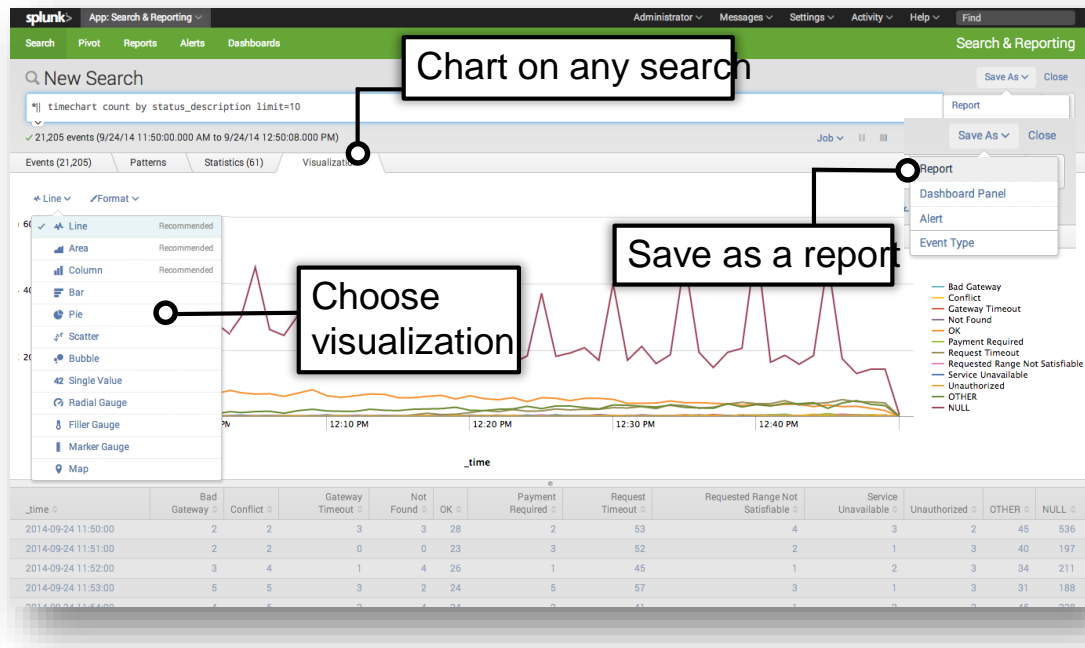 splunk> App: Search & Reporting Administrator Messages Settings Activity Help Find
Search Pivot Reports Alerts Dashboards Search & Reporting
Chart on any search
New Search Save As Close
*| timechart count by status_description limit=10
Report
21,205 events (9/24/14 11:50:00.000 AM to 9/24/14 12:50:08.000 PM) Job
Save As Close
Events (21,205) Patterns Statistics (61) Visualization
Report
Dashboard Panel
Alert
Event Type
Save as a report
Line Format
Line Recommended
Area Recommended
Column Recommended
Bar
Pie
Scatter
Bubble
42 Single Value
Radial Gauge
Filler Gauge
Marker Gauge
Map
Choose
visualization
60
40
20
Bad Gateway
Conflict
Gateway Timeout
Not Found
OK
Payment Required
Request Timeout
Requested Range Not Satisfiable
Service Unavailable
Unauthorized
OTHER
NULL
12:10 PM 12:20 PM 12:30 PM 12:40 PM
_time
_time Bad Gateway Conflict Gateway Timeout Not Found OK Payment Required Request Timeout Requested Range Not Satisfiable Service Unavailable Unauthorized OTHER NULL
2014-09-24 11:50:00 2 2 3 3 28 2 53 4 3 2 45 536
2014-09-24 11:51:00 2 2 0 0 23 3 52 2 1 3 40 197
2014-09-24 11:52:00 3 4 1 4 26 1 45 1 2 3 34 211
2014-09-24 11:53:00 5 5 3 2 24 5 57 3 1 3 31 188
2014-09-24 11:54:00